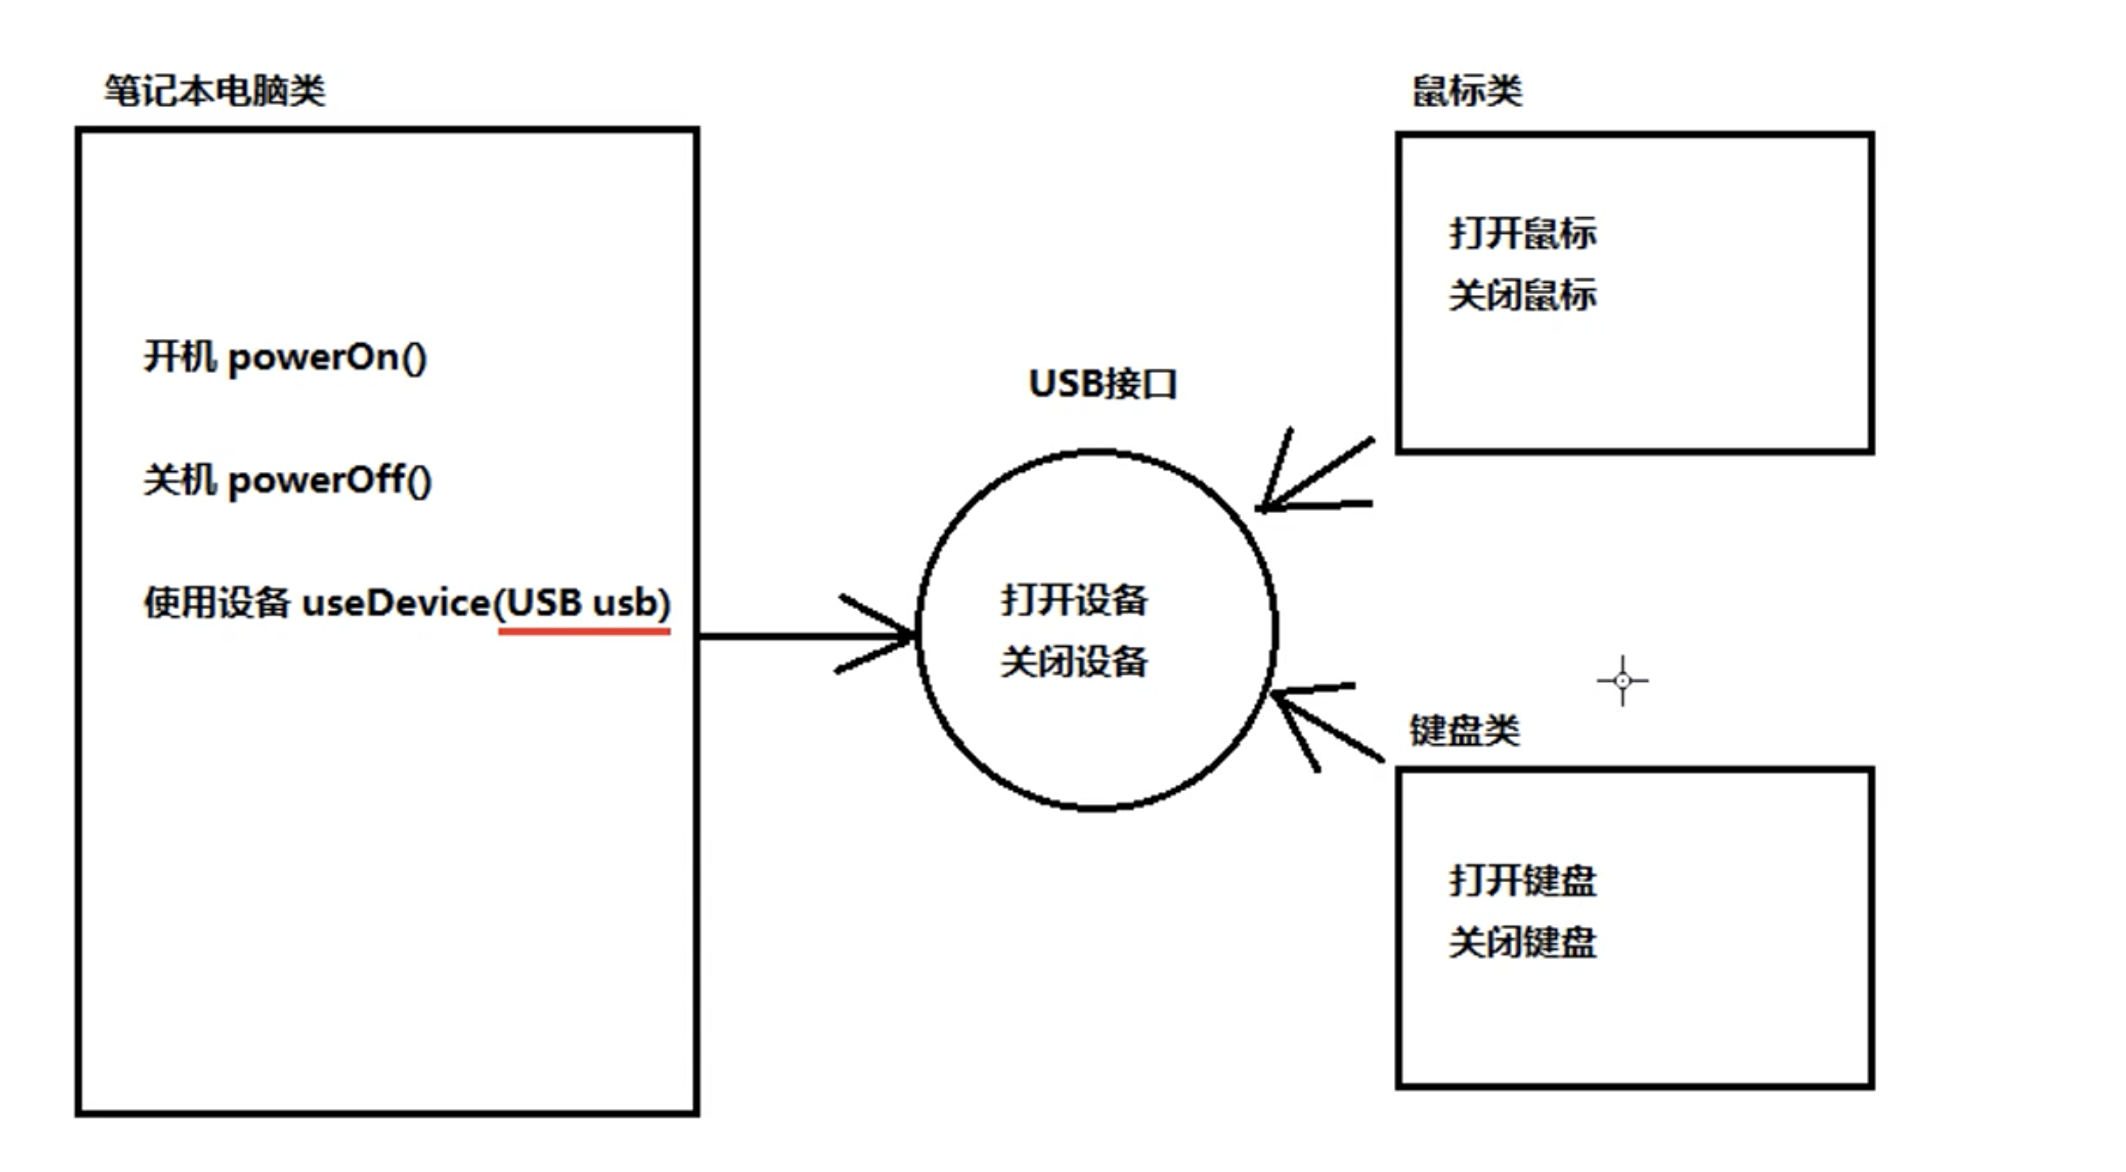 笔记本电脑类
开机 powerOn()
关机 powerOff()
使用设备 useDevice(USB usb)
USB接口
打开设备
关闭设备
鼠标类
打开鼠标
关闭鼠标
键盘类
打开键盘
关闭键盘